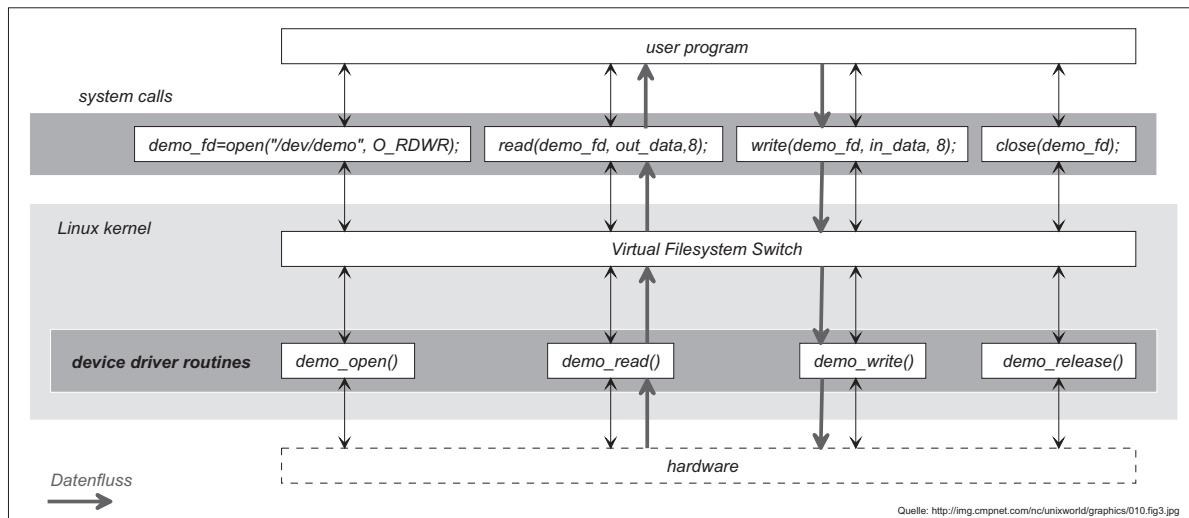 user program
system calls
demo_fd=open("/dev/demo", O_RDWR);
read(demo_fd, out_data,8);
write(demo_fd, in_data, 8);
close(demo_fd);
Linux kernel
Virtual Filesystem Switch
device driver routines
demo_open()
demo_read()
demo_write()
demo_release()
hardware
Datenfluss
Quelle: http://img.cmpnet.com/nc/unixworld/graphics/010.fig3.jpg